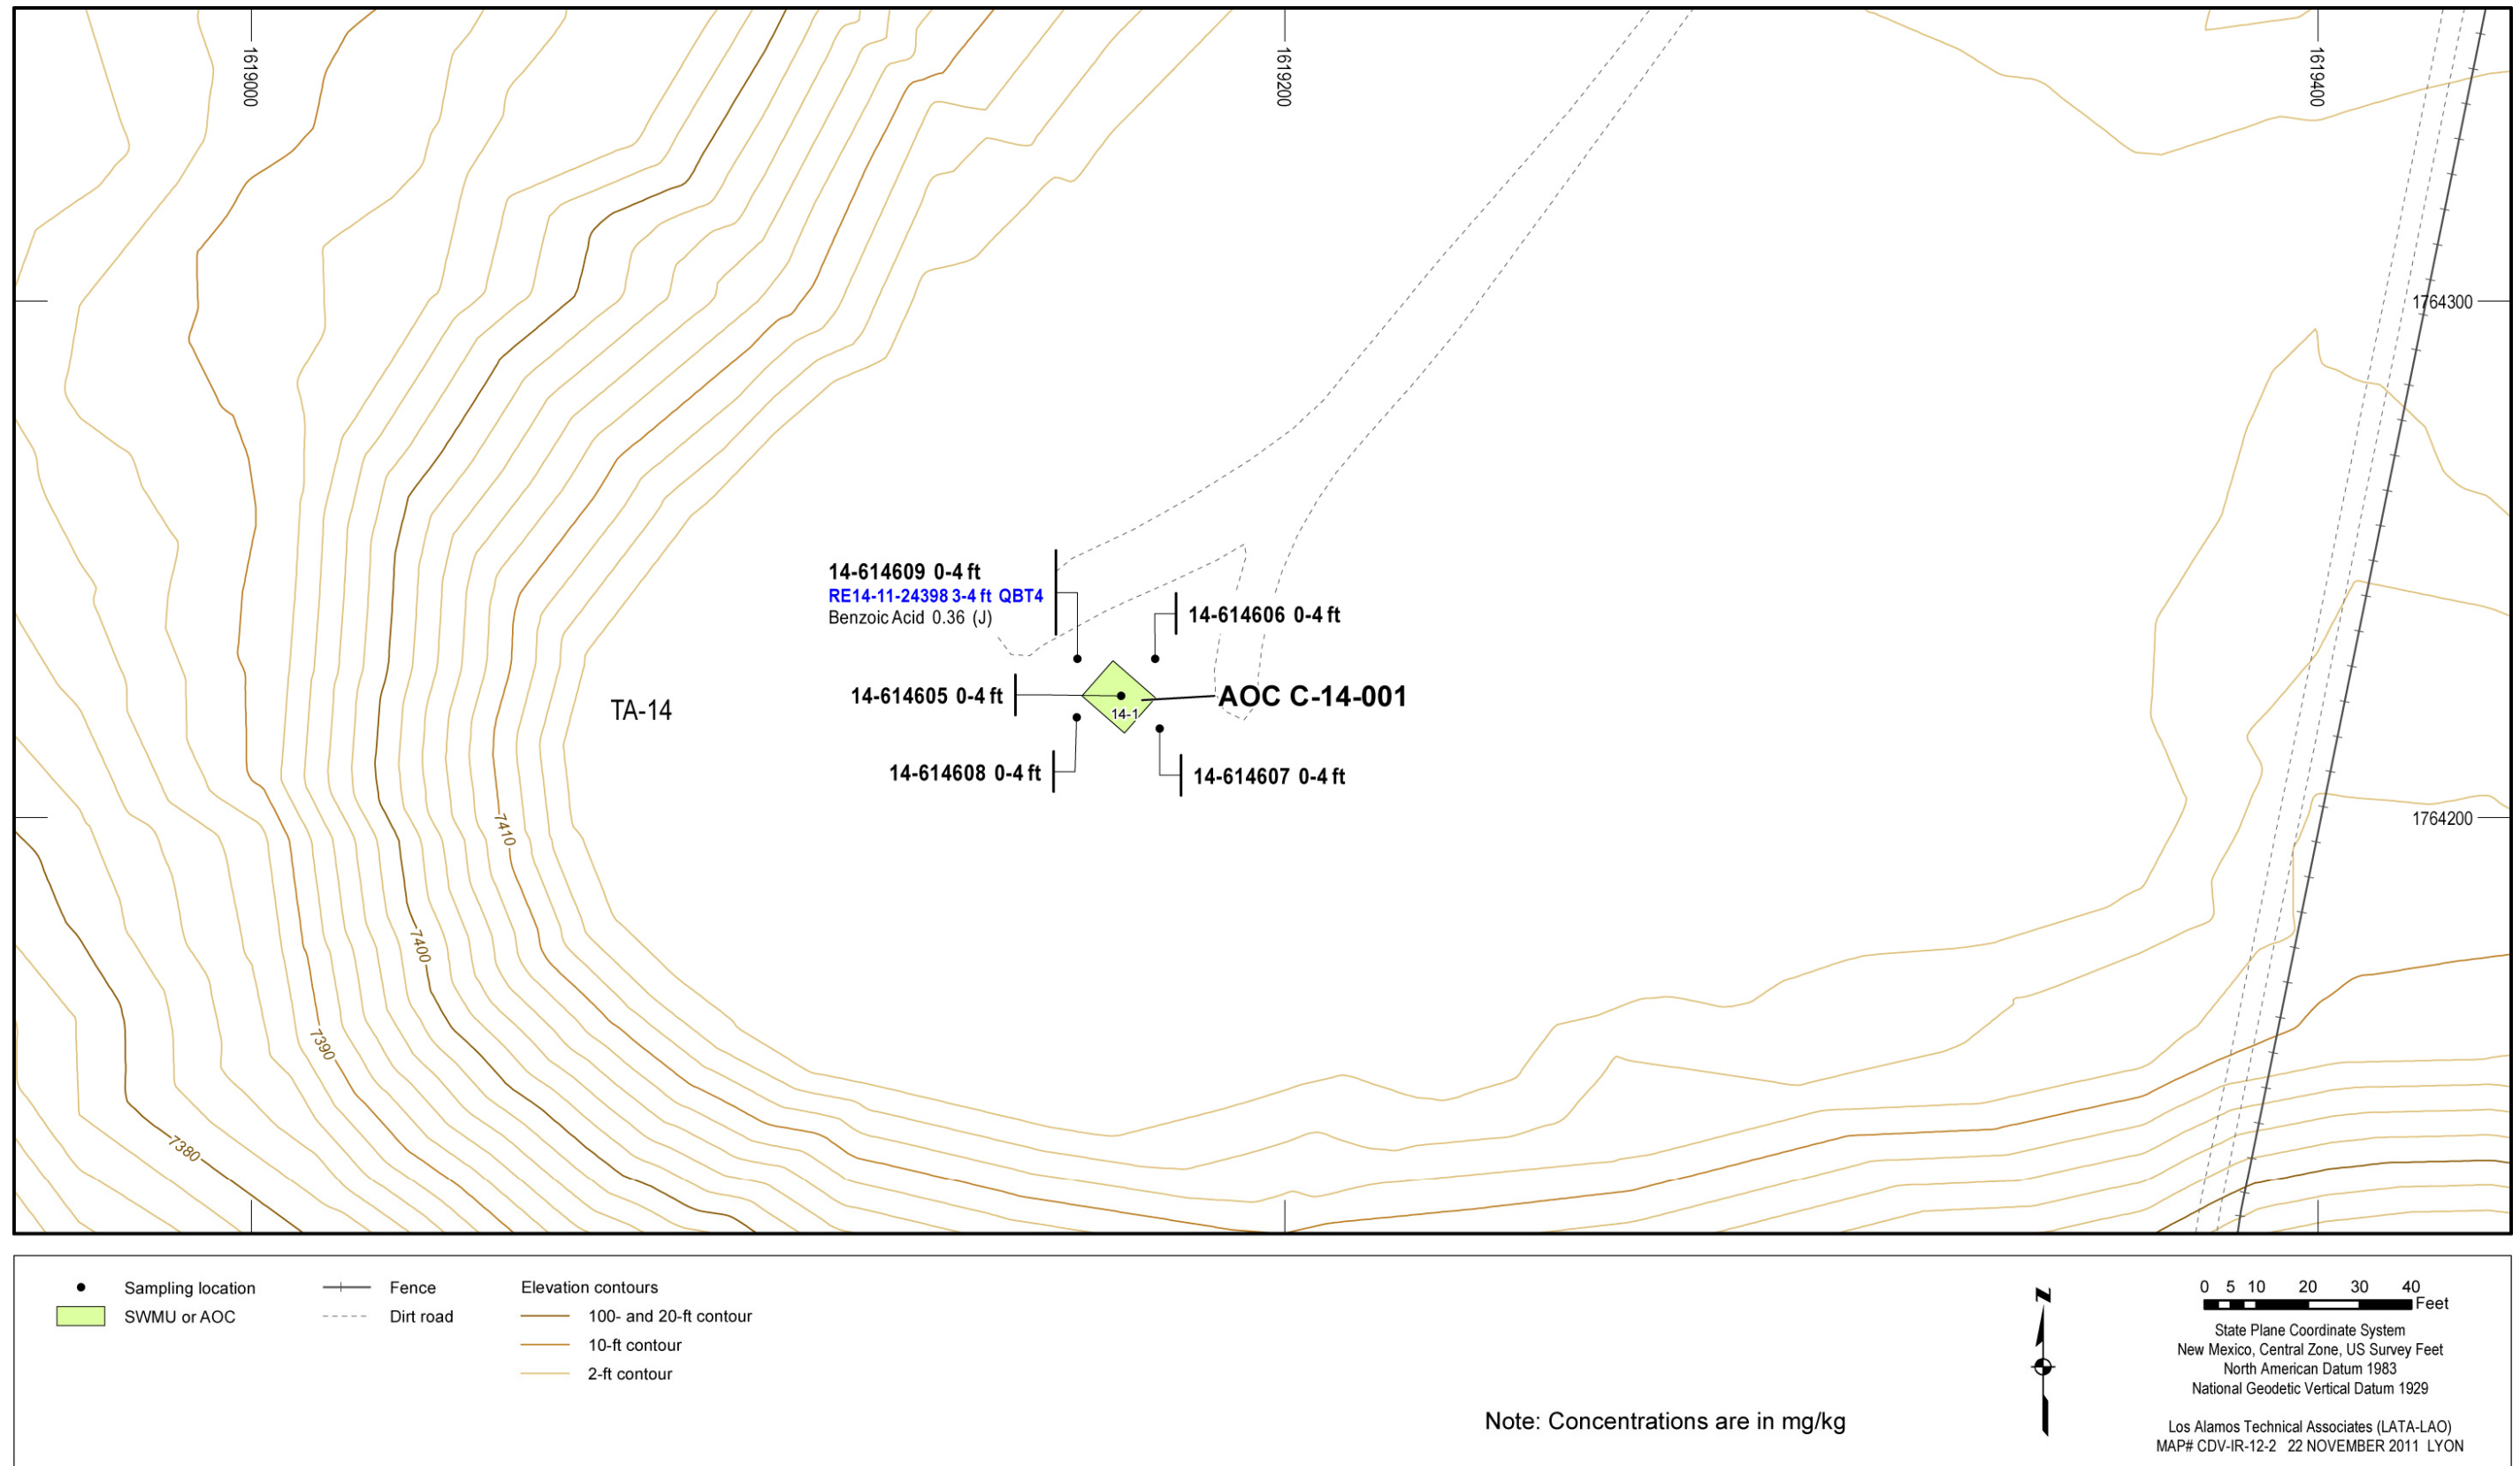 1619000
1619200
1619400
1764300
14-614609 0-4 ft
RE14-11-24398 3-4 ft QBT4
Benzoic Acid 0.36 (J)
14-614606 0-4 ft
14-614605 0-4 ft
AOC C-14-001
TA-14
14-1
14-614608 0-4 ft
14-614607 0-4 ft
1764200
7410
7400
7390
7380
Sampling location
SWMU or AOC
Fence
Dirt road
Elevation contours
100- and 20-ft contour
10-ft contour
2-ft contour
Note: Concentrations are in mg/kg
N
0 5 10 20 30 40
Feet
State Plane Coordinate System
New Mexico, Central Zone, US Survey Feet
North American Datum 1983
National Geodetic Vertical Datum 1929
Los Alamos Technical Associates (LATA-LAO)
MAP# CDV-IR-12-2 22 NOVEMBER 2011 LYON